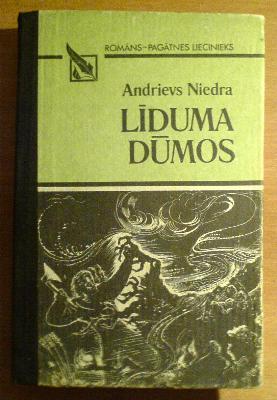 ROMĀNS–PAGĀTNES LIECINIEKS
Andrievs Niedra
LĪDUMA
DŪMOS